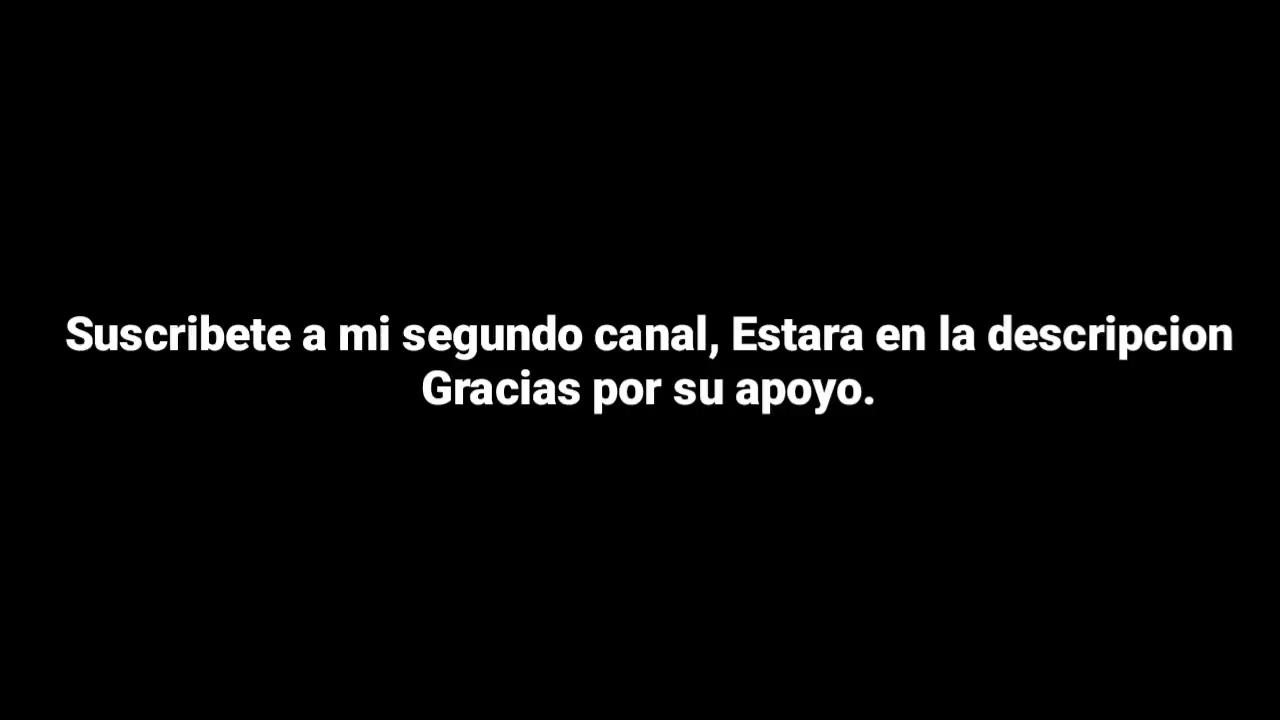 Suscribete a mi segundo canal, Estara en la descripcion
Gracias por su apoyo.